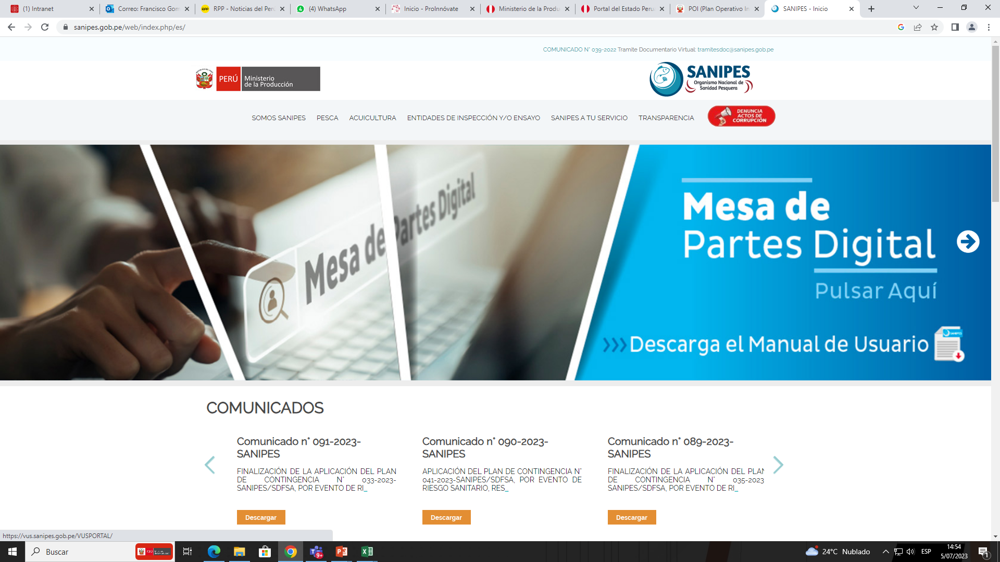 (1) Intranet
Correo: Francisco Gom
RPP - Noticias del Per
(4) WhatsApp
Inicio - ProInnóvate
Ministerio de la Produ
Portal del Estado Peru
POI (Plan Operativo In
SANIPES - Inicio
sanipes.gob.pe/web/index.php/es/
COMUNICADO N° 039-2022 Tramite Documentario Virtual: tramitesdoc@sanipes.gob.pe
PERÚ
Ministerio
de la Producción
SANIPES
Organismo Nacional de
Sanidad Pesquera
SOMOS SANIPES
PESCA
ACUICULTURA
ENTIDADES DE INSPECCIÓN Y/O ENSAYO
SANIPES A TU SERVICIO
TRANSPARENCIA
DENUNCIA
ACTOS DE
CORRUPCIÓN
Mesa de Partes Digital
Mesa de
Partes Digital
Pulsar Aquí
Descarga el Manual de Usuario
COMUNICADOS
Comunicado n° 091-2023-
SANIPES
FINALIZACIÓN DE LA APLICACIÓN DEL PLAN
DE CONTINGENCIA N° 033-2023-
SANIPES/SDFSA, POR EVENTO DE RI_
Descargar
Comunicado n° 090-2023-
SANIPES
APLICACIÓN DEL PLAN DE CONTINGENCIA N°
041-2023-SANIPES/SDFSA, POR EVENTO DE
RIESGO SANITARIO, RES_
Descargar
Comunicado n° 089-2023-
SANIPES
FINALIZACIÓN DE LA APLICACIÓN DEL PLAN
DE CONTINGENCIA N° 035-2023
SANIPES/SDFSA, POR EVENTO DE RI_
Descargar
https://vus.sanipes.gob.pe/VUSPORTAL/
Buscar
9+
24°C Nublado
ESP
14:54
5/07/2023
1